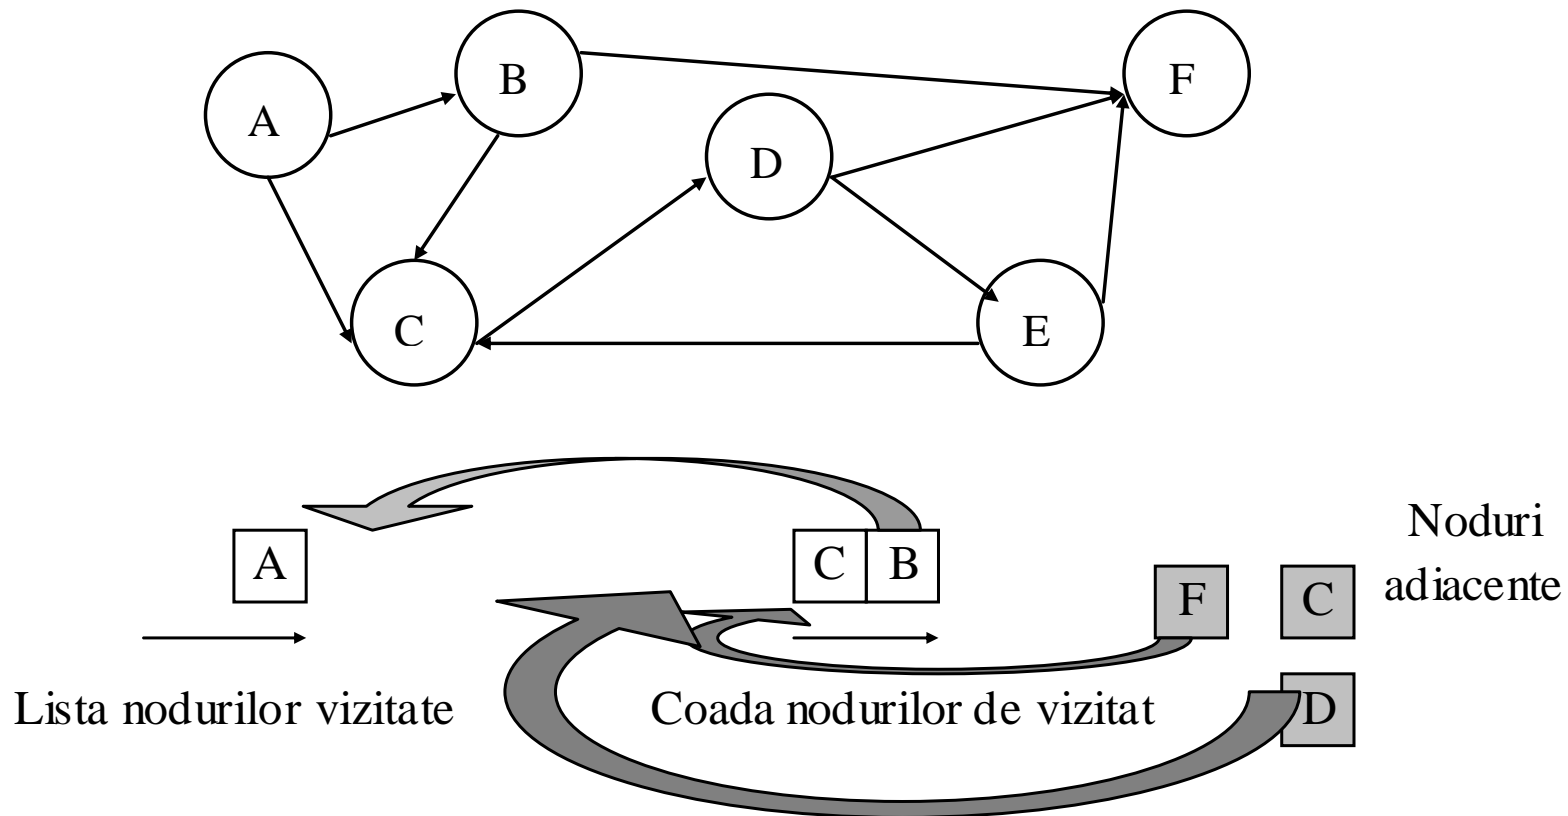 B
F
A
D
C
E
Noduri
adiacente
A
C B
F C
Lista nodurilor vizitate
Coada nodurilor de vizitat
D